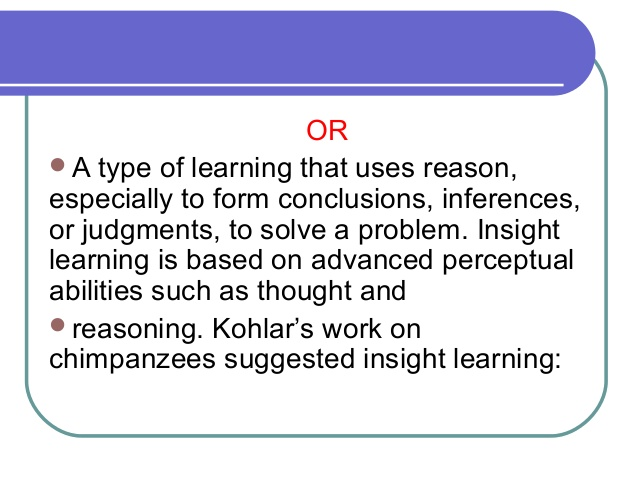 OR
A type of learning that uses reason,
especially to form conclusions, inferences,
or judgments, to solve a problem. Insight
learning is based on advanced perceptual
abilities such as thought and
reasoning. Kohlar’s work on
chimpanzees suggested insight learning: